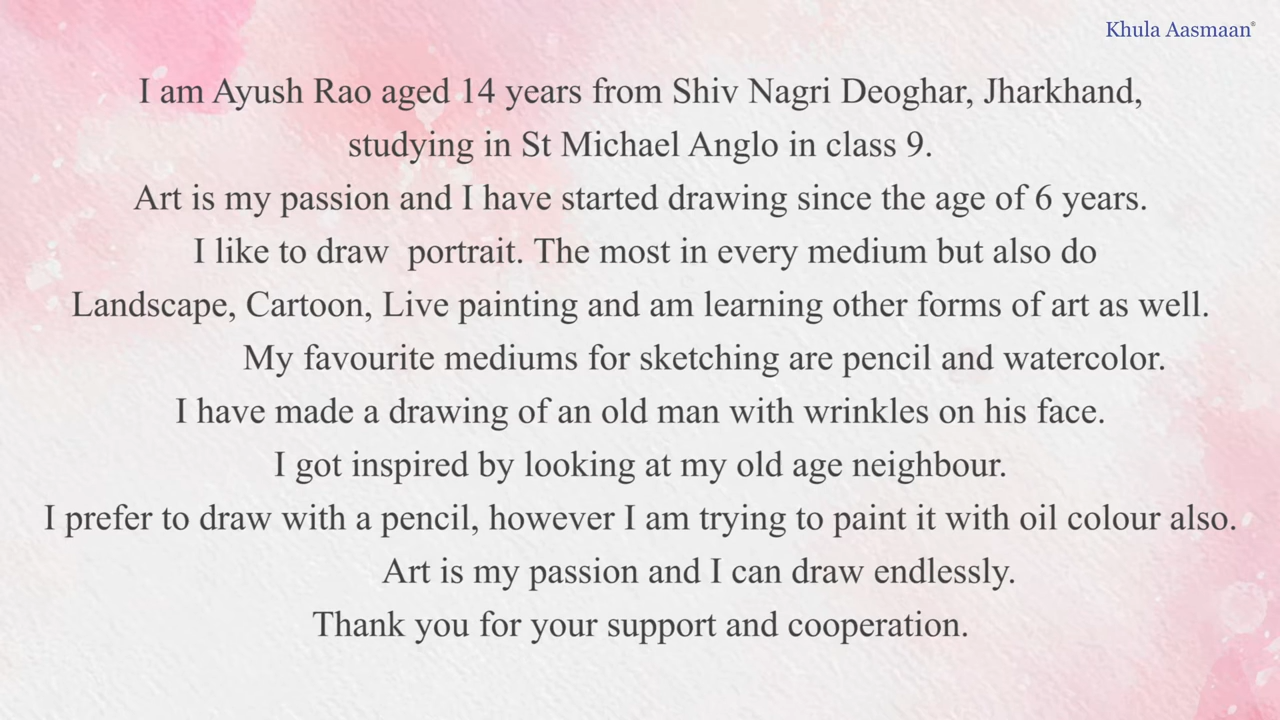 Khula Aasmaan®
I am Ayush Rao aged 14 years from Shiv Nagri Deoghar, Jharkhand,
studying in St Michael Anglo in class 9.
Art is my passion and I have started drawing since the age of 6 years.
I like to draw  portrait. The most in every medium but also do
Landscape, Cartoon, Live painting and am learning other forms of art as well.
My favourite mediums for sketching are pencil and watercolor.
I have made a drawing of an old man with wrinkles on his face.
I got inspired by looking at my old age neighbour.
I prefer to draw with a pencil, however I am trying to paint it with oil colour also.
Art is my passion and I can draw endlessly.
Thank you for your support and cooperation.